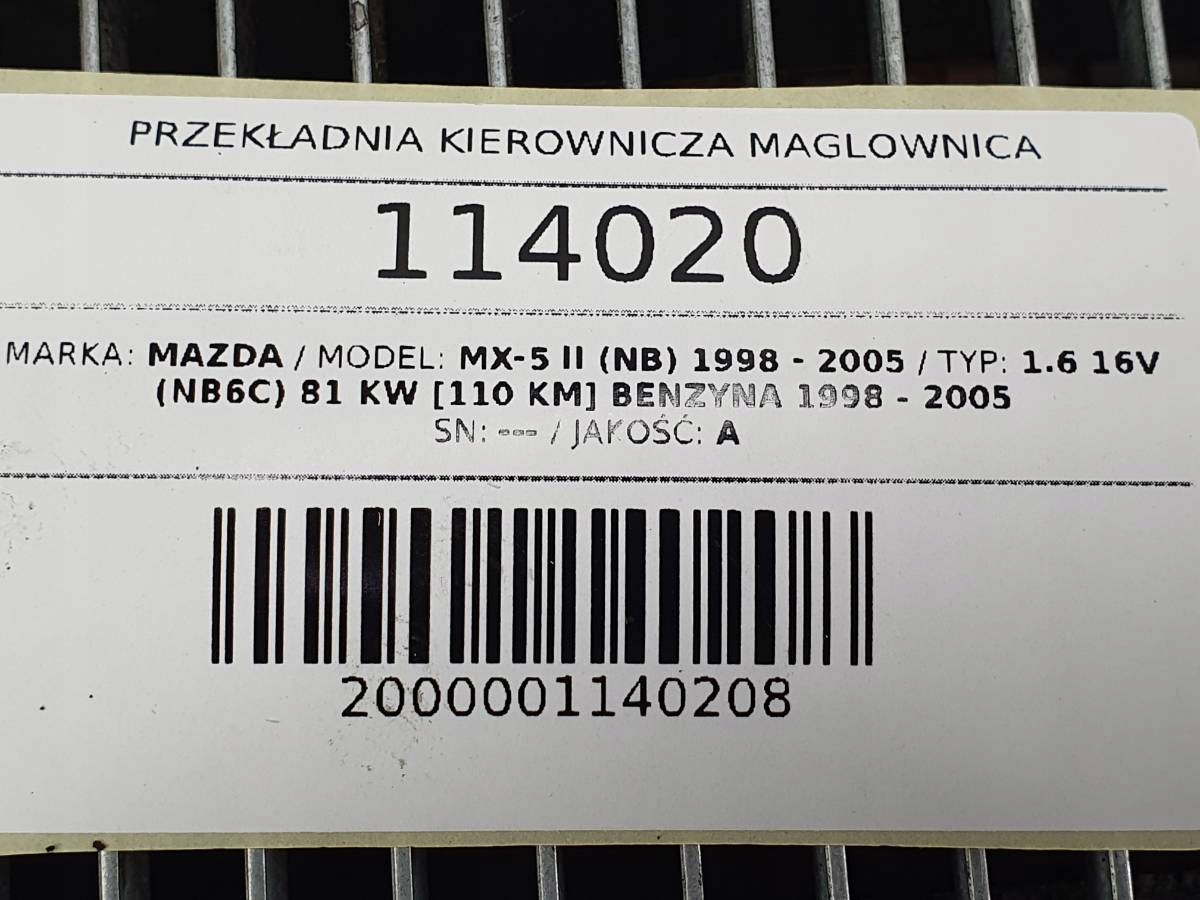 PRZEKŁADNIA KIEROWNICZA MAGLOWNICA
114020
MARKA: MAZDA / MODEL: MX-5 II (NB) 1998 - 2005 / TYP: 1.6 16V
(NB6C) 81 KW [110 KM] BENZYNA 1998 - 2005
SN: --- / JAKOŚĆ: A
2000001140208